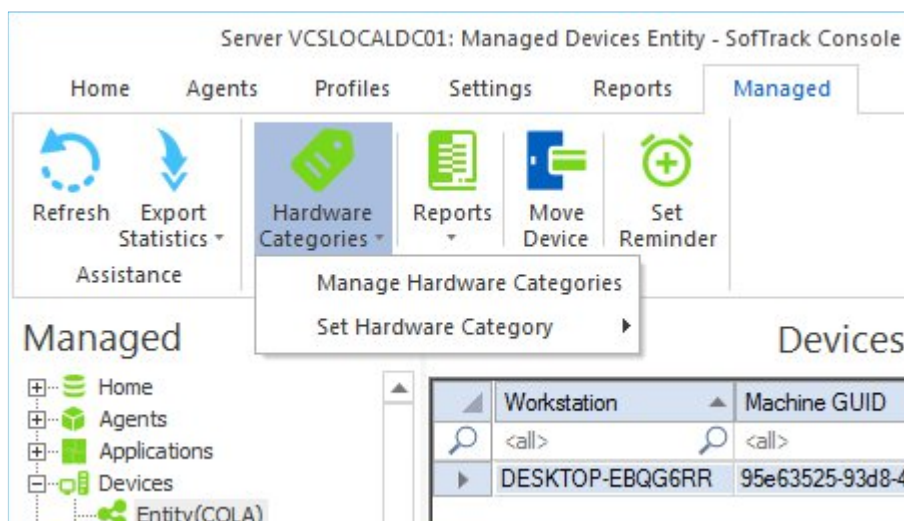 Server VCSLOCALDC01: Managed Devices Entity - SofTrack Console
Home Agents Profiles Settings Reports Managed
Refresh
Export
Statistics
Hardware
Categories
Reports
Move
Device
Set
Reminder
Assistance
Manage Hardware Categories
Set Hardware Category
Managed
Home
Agents
Applications
Devices
Entity(COLA)
Devices
Workstation Machine GUID
<all> <all>
DESKTOP-EBQG6RR 95e63525-93d8-4